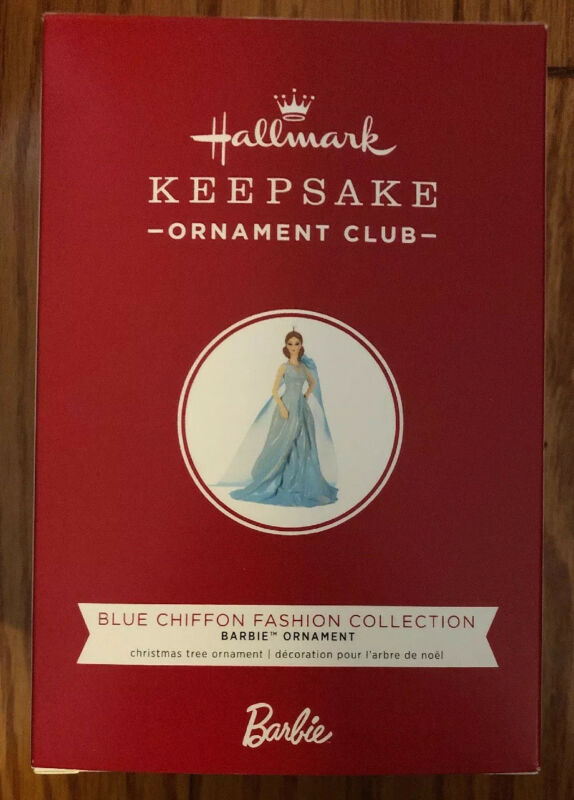 Hallmark
KEEPSAKE
—ORNAMENT CLUB—
BLUE CHIFFON FASHION COLLECTION
BARBIE™ ORNAMENT
christmas tree ornament | décoration pour l'arbre de noël
Barbie